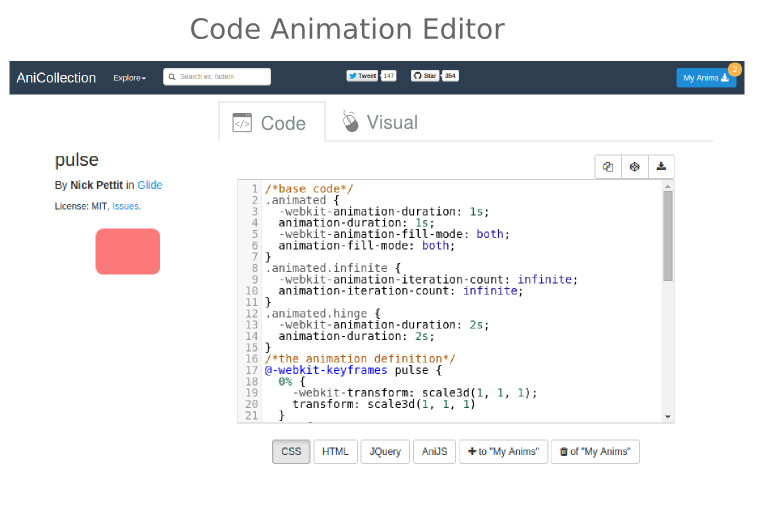 Code Animation Editor
AniCollection Explore Search ex: fadeIn Tweet 147 Star 354 My Anims 2
Code Visual
pulse
By Nick Pettit in Glide
License: MIT, Issues.
1 /*base code*/
2 .animated {
3 -webkit-animation-duration: 1s;
4 animation-duration: 1s;
5 -webkit-animation-fill-mode: both;
6 animation-fill-mode: both;
7 }
8 .animated.infinite {
9 -webkit-animation-iteration-count: infinite;
10 animation-iteration-count: infinite;
11 }
12 .animated.hinge {
13 -webkit-animation-duration: 2s;
14 animation-duration: 2s;
15 }
16 /*the animation definition*/
17 @-webkit-keyframes pulse {
18 0% {
19 -webkit-transform: scale3d(1, 1, 1);
20 transform: scale3d(1, 1, 1)
21 }
CSS HTML JQuery AniJS to "My Anims" of "My Anims"